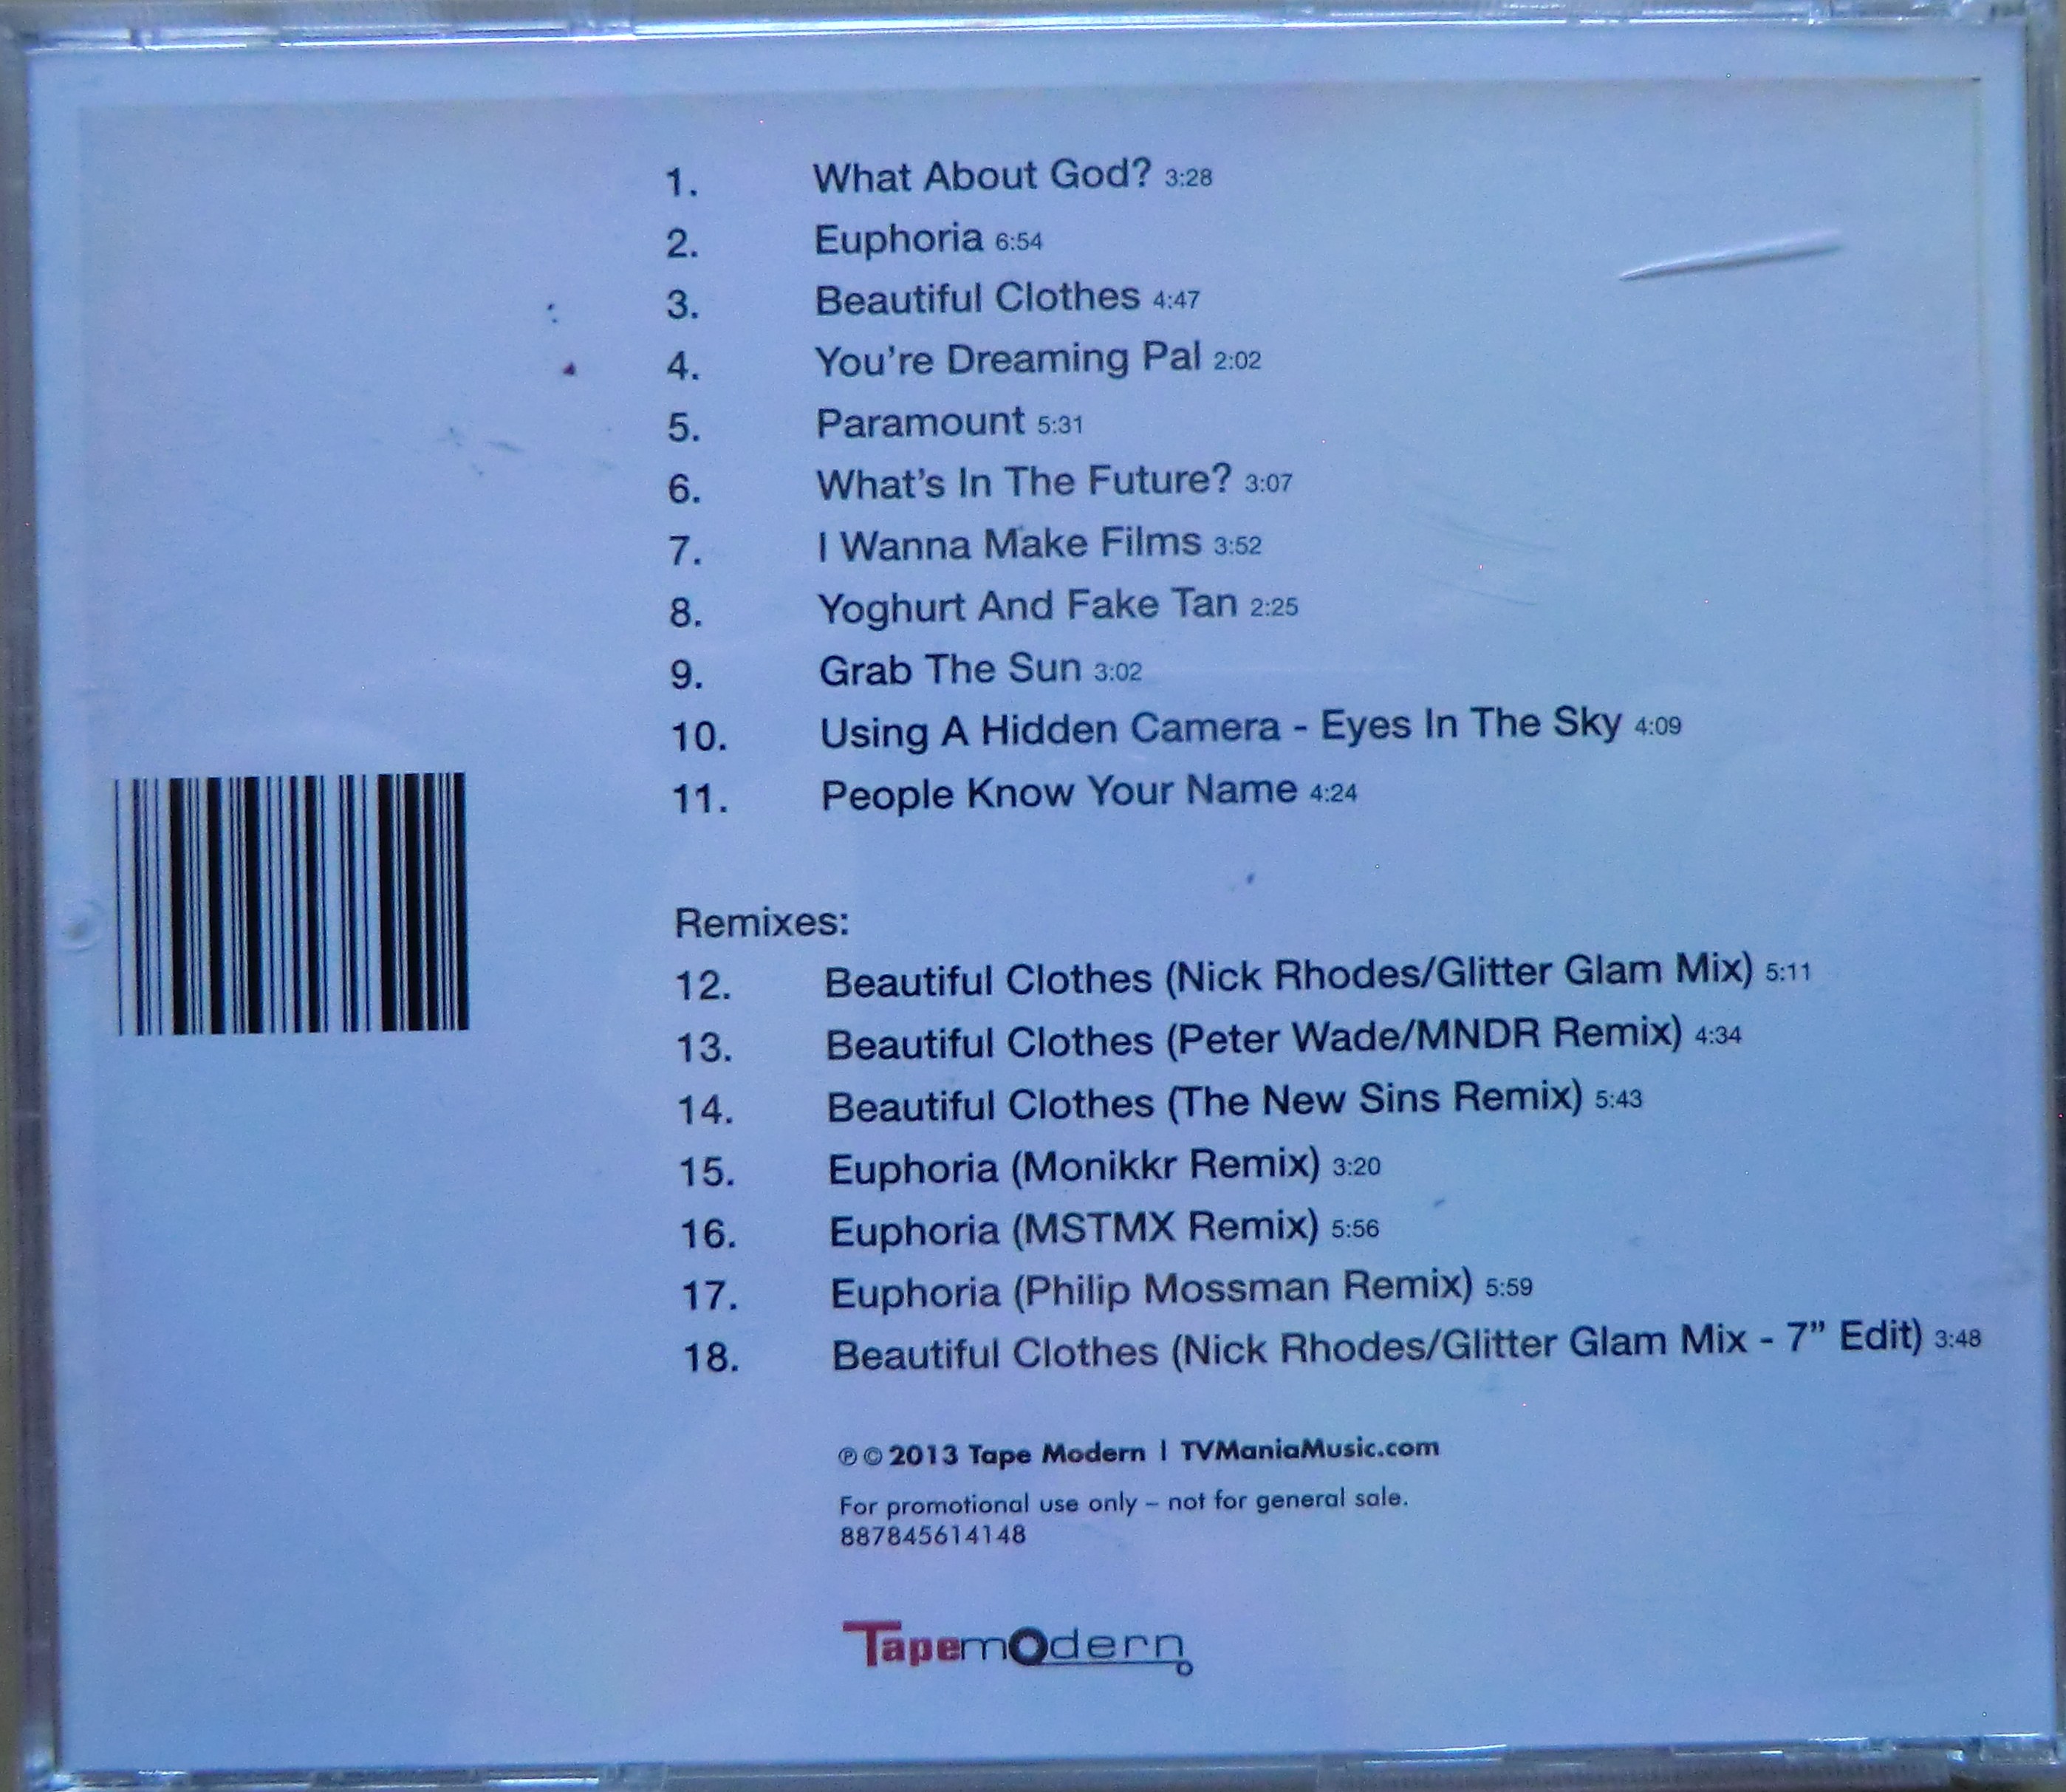 1. What About God? 3:28
2. Euphoria 6:54
3. Beautiful Clothes 4:47
4. You’re Dreaming Pal 2:02
5. Paramount 5:31
6. What’s In The Future? 3:07
7. I Wanna Make Films 3:52
8. Yoghurt And Fake Tan 2:25
9. Grab The Sun 3:02
10. Using A Hidden Camera - Eyes In The Sky 4:09
11. People Know Your Name 4:24
Remixes:
12. Beautiful Clothes (Nick Rhodes/Glitter Glam Mix) 5:11
13. Beautiful Clothes (Peter Wade/MNDR Remix) 4:34
14. Beautiful Clothes (The New Sins Remix) 5:43
15. Euphoria (Monikkr Remix) 3:20
16. Euphoria (MSTMX Remix) 5:56
17. Euphoria (Philip Mossman Remix) 5:59
18. Beautiful Clothes (Nick Rhodes/Glitter Glam Mix - 7” Edit) 3:48
℗ © 2013 Tape Modern | TVManiaMusic.com
For promotional use only – not for general sale.
887845614148
Tapemodern